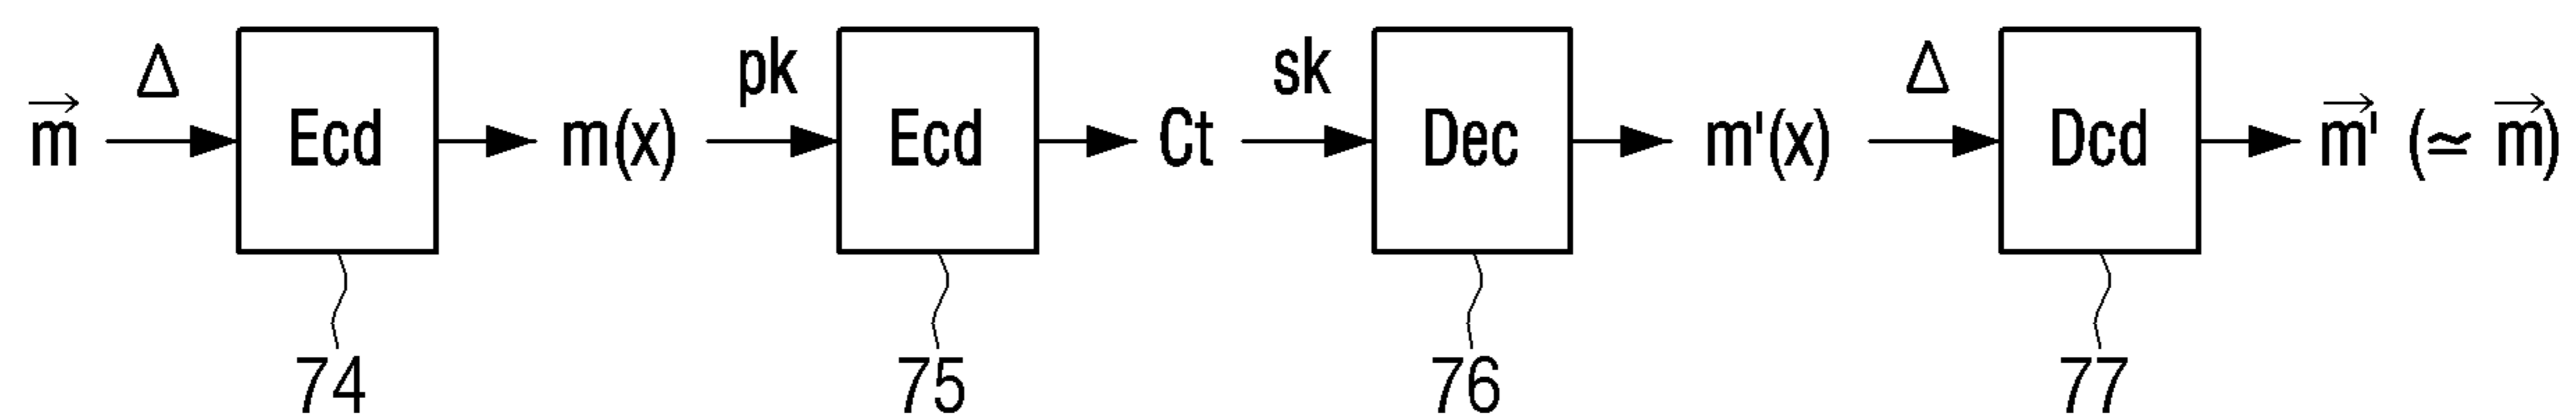 Δ pk sk Δ
m⃗ Ecd m(x) Ecd Ct Dec m'(x) Dcd m⃗' (≃ m⃗)
74 75 76 77